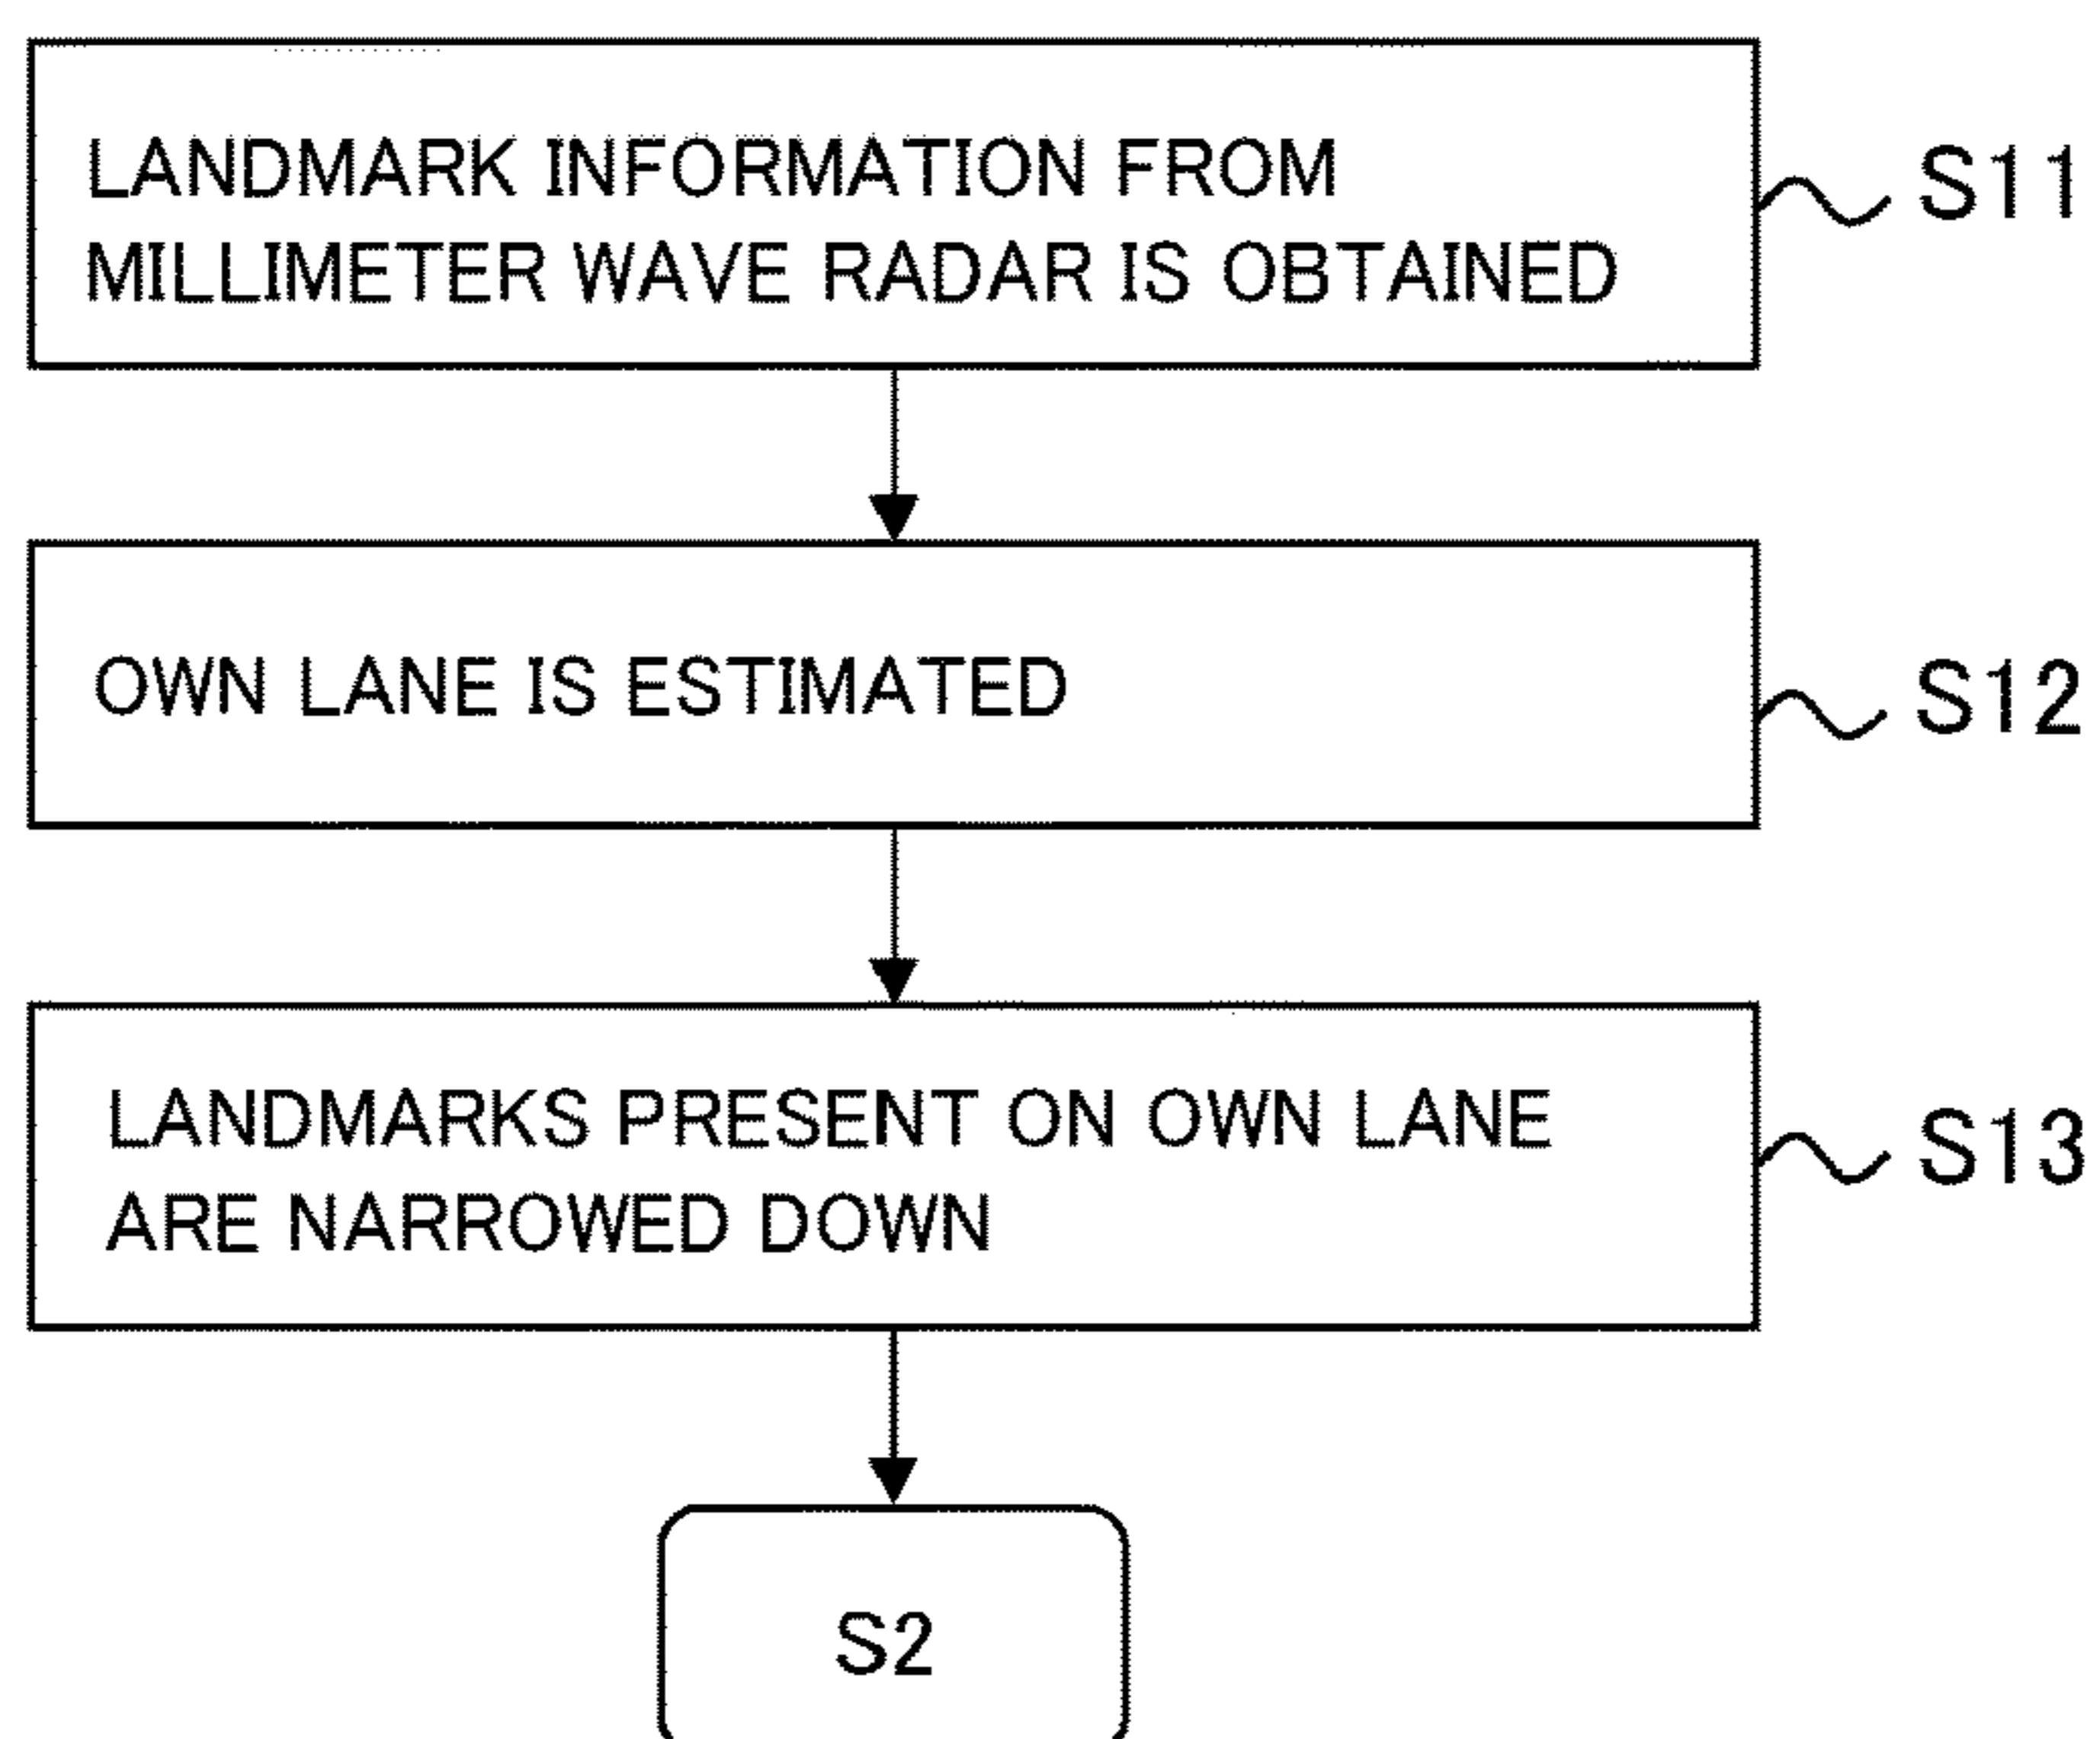 LANDMARK INFORMATION FROM
MILLIMETER WAVE RADAR IS OBTAINED
S11
OWN LANE IS ESTIMATED
S12
LANDMARKS PRESENT ON OWN LANE
ARE NARROWED DOWN
S13
S2